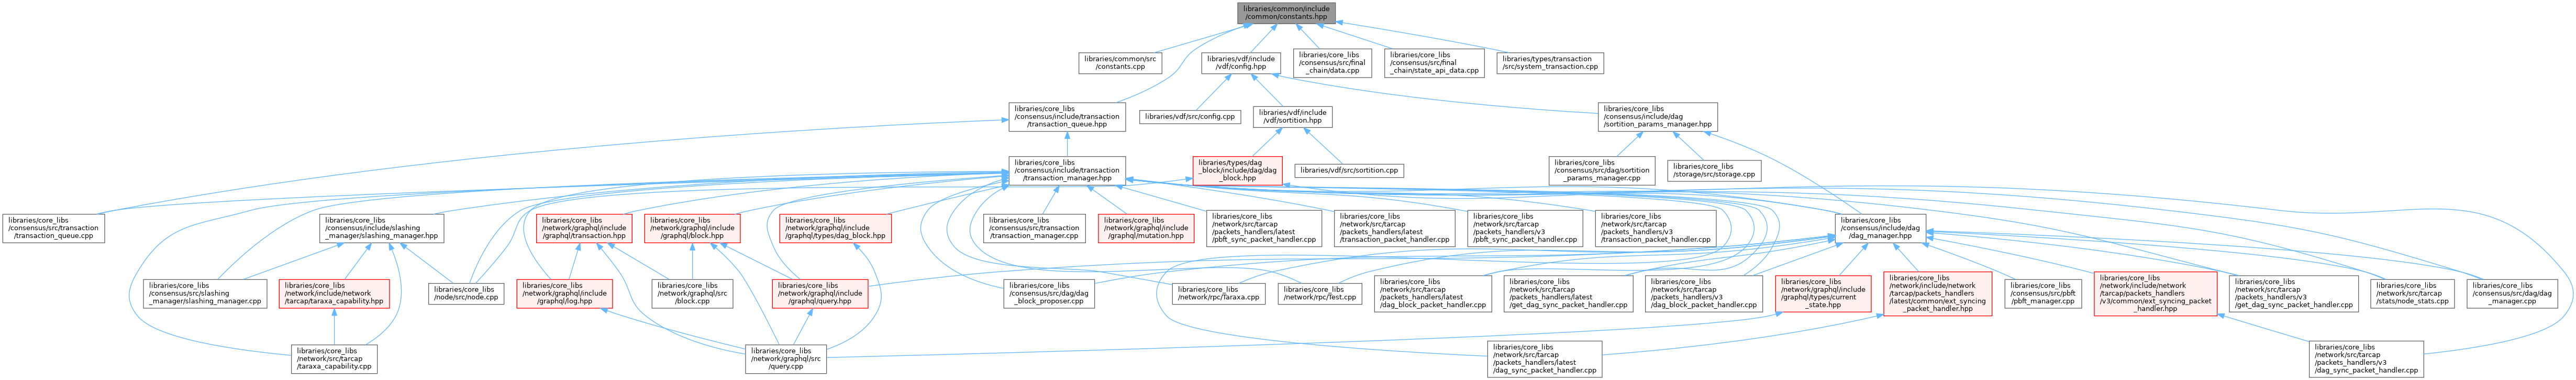 libraries/common/include
/common/constants.hpp
libraries/common/src
/constants.cpp
libraries/vdf/include
/vdf/config.hpp
libraries/core_libs
/consensus/src/final
_chain/data.cpp
libraries/core_libs
/consensus/src/final
_chain/state_api_data.cpp
libraries/types/transaction
/src/system_transaction.cpp
libraries/core_libs
/consensus/include/transaction
/transaction_queue.hpp
libraries/vdf/src/config.cpp
libraries/vdf/include
/vdf/sortition.hpp
libraries/core_libs
/consensus/include/dag
/sortition_params_manager.hpp
libraries/core_libs
/consensus/include/transaction
/transaction_manager.hpp
libraries/types/dag
_block/include/dag/dag
_block.hpp
libraries/vdf/src/sortition.cpp
libraries/core_libs
/consensus/src/dag/sortition
_params_manager.cpp
libraries/core_libs
/storage/src/storage.cpp
libraries/core_libs
/consensus/src/transaction
/transaction_queue.cpp
libraries/core_libs
/consensus/include/slashing
_manager/slashing_manager.hpp
libraries/core_libs
/network/graphql/include
/graphql/transaction.hpp
libraries/core_libs
/network/graphql/include
/graphql/block.hpp
libraries/core_libs
/network/graphql/include
/graphql/types/dag_block.hpp
libraries/core_libs
/consensus/src/transaction
/transaction_manager.cpp
libraries/core_libs
/network/graphql/include
/graphql/mutation.hpp
libraries/core_libs
/network/src/tarcap
/packets_handlers/latest
/pbft_sync_packet_handler.cpp
libraries/core_libs
/network/src/tarcap
/packets_handlers/latest
/transaction_packet_handler.cpp
libraries/core_libs
/network/src/tarcap
/packets_handlers/v3
/pbft_sync_packet_handler.cpp
libraries/core_libs
/network/src/tarcap
/packets_handlers/v3
/transaction_packet_handler.cpp
libraries/core_libs
/consensus/include/dag
/dag_manager.hpp
libraries/core_libs
/consensus/src/slashing
_manager/slashing_manager.cpp
libraries/core_libs
/network/include/network
/tarcap/taraxa_capability.hpp
libraries/core_libs
/node/src/node.cpp
libraries/core_libs
/network/graphql/include
/graphql/log.hpp
libraries/core_libs
/network/graphql/src
/block.cpp
libraries/core_libs
/network/graphql/include
/graphql/query.hpp
libraries/core_libs
/consensus/src/dag/dag
_block_proposer.cpp
libraries/core_libs
/network/rpc/Taraxa.cpp
libraries/core_libs
/network/rpc/Test.cpp
libraries/core_libs
/network/src/tarcap
/packets_handlers/latest
/dag_block_packet_handler.cpp
libraries/core_libs
/network/src/tarcap
/packets_handlers/latest
/get_dag_sync_packet_handler.cpp
libraries/core_libs
/network/src/tarcap
/packets_handlers/v3
/dag_block_packet_handler.cpp
libraries/core_libs
/network/graphql/include
/graphql/types/current
_state.hpp
libraries/core_libs
/network/include/network
/tarcap/packets_handlers
/latest/common/ext_syncing
_packet_handler.hpp
libraries/core_libs
/consensus/src/pbft
/pbft_manager.cpp
libraries/core_libs
/network/include/network
/tarcap/packets_handlers
/v3/common/ext_syncing_packet
_handler.hpp
libraries/core_libs
/network/src/tarcap
/packets_handlers/v3
/get_dag_sync_packet_handler.cpp
libraries/core_libs
/network/src/tarcap
/stats/node_stats.cpp
libraries/core_libs
/consensus/src/dag/dag
_manager.cpp
libraries/core_libs
/network/src/tarcap
/taraxa_capability.cpp
libraries/core_libs
/network/graphql/src
/query.cpp
libraries/core_libs
/network/src/tarcap
/packets_handlers/latest
/dag_sync_packet_handler.cpp
libraries/core_libs
/network/src/tarcap
/packets_handlers/v3
/dag_sync_packet_handler.cpp